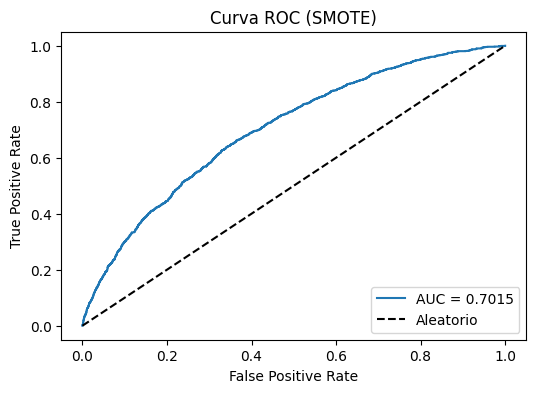 Curva ROC (SMOTE)
True Positive Rate
1.0
0.8
0.6
0.4
0.2
0.0
AUC = 0.7015
Aleatorio
0.0 0.2 0.4 0.6 0.8 1.0
False Positive Rate